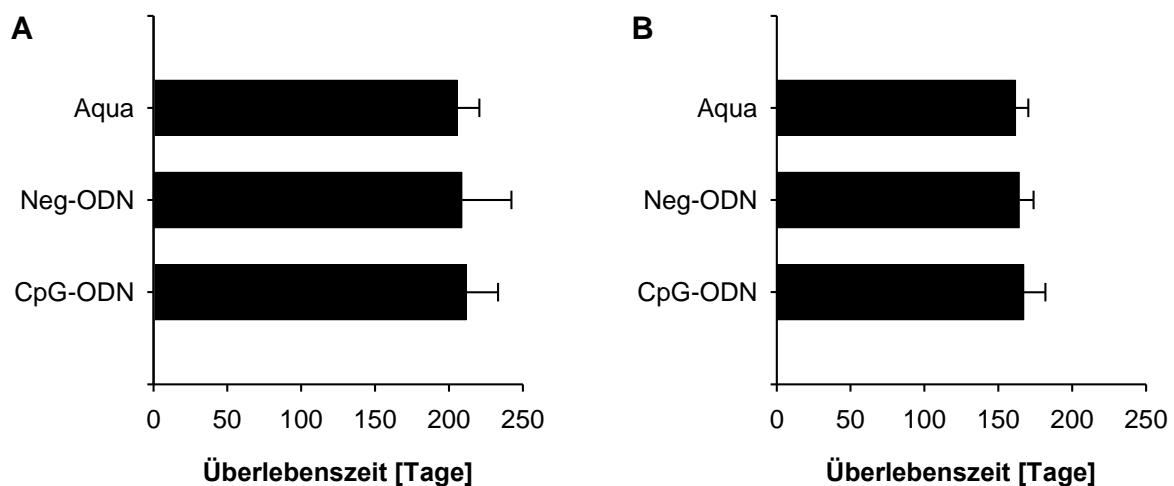 A
Aqua
Neg-ODN
CpG-ODN
0 50 100 150 200 250
Überlebenszeit [Tage]
B
Aqua
Neg-ODN
CpG-ODN
0 50 100 150 200 250
Überlebenszeit [Tage]